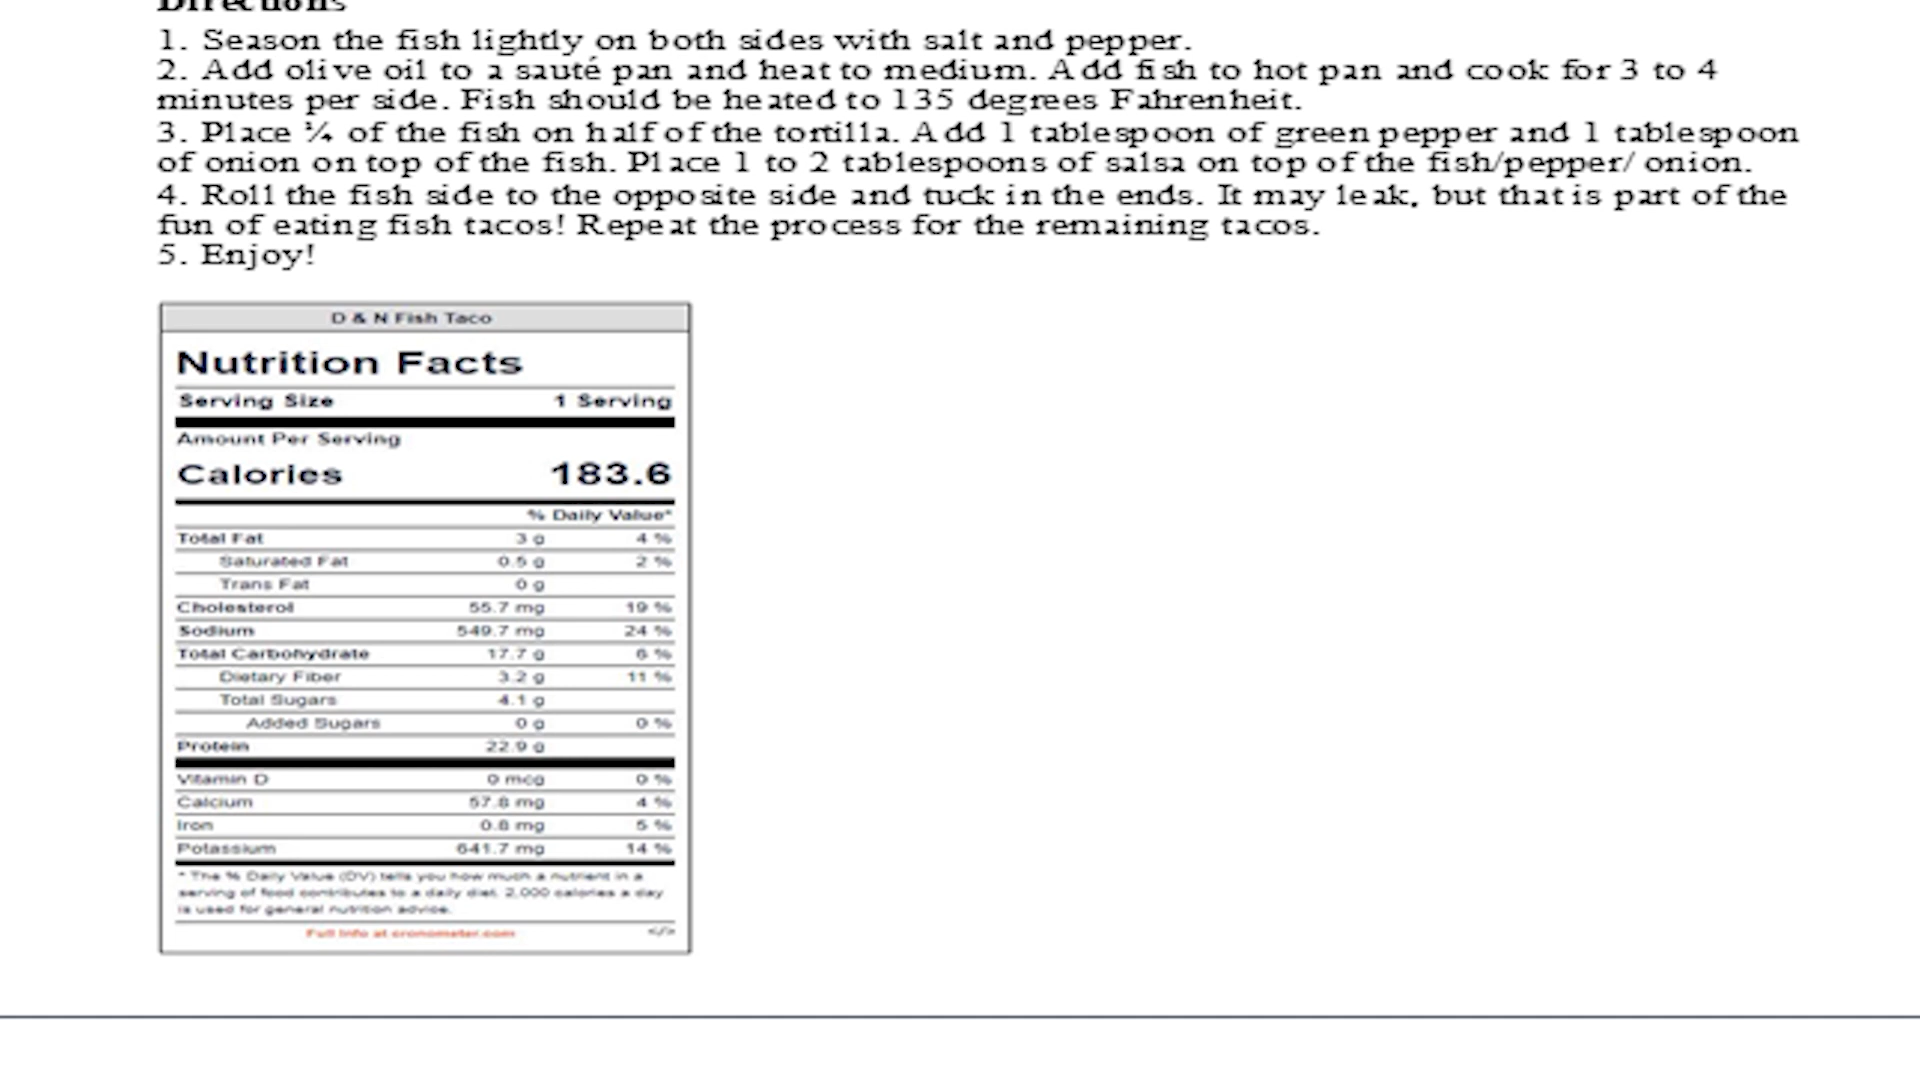 Directions
1. Season the fish lightly on both sides with salt and pepper.
2. Add olive oil to a sauté pan and heat to medium. Add fish to hot pan and cook for 3 to 4
minutes per side. Fish should be heated to 135 degrees Fahrenheit.
3. Place ¼ of the fish on half of the tortilla. Add 1 tablespoon of green pepper and 1 tablespoon
of onion on top of the fish. Place 1 to 2 tablespoons of salsa on top of the fish/pepper/ onion.
4. Roll the fish side to the opposite side and tuck in the ends. It may leak, but that is part of the
fun of eating fish tacos! Repeat the process for the remaining tacos.
5. Enjoy!
D & N Fish Taco
Nutrition Facts
Serving Size 1 Serving
Amount Per Serving
Calories 183.6
% Daily Value*
Total Fat 3 g 4 %
Saturated Fat 0.5 g 2 %
Trans Fat 0 g
Cholesterol 55.7 mg 19 %
Sodium 549.7 mg 24 %
Total Carbohydrate 17.7 g 6 %
Dietary Fiber 3.2 g 11 %
Total Sugars 4.1 g
Added Sugars 0 g 0 %
Protein 22.9 g
Vitamin D 0 mcg 0 %
Calcium 57.8 mg 4 %
Iron 0.8 mg 5 %
Potassium 641.7 mg 14 %
* The % Daily Value (DV) tells you how much a nutrient in a
serving of food contributes to a daily diet. 2,000 calories a day
is used for general nutrition advice.
Full Info at cronometer.com </>